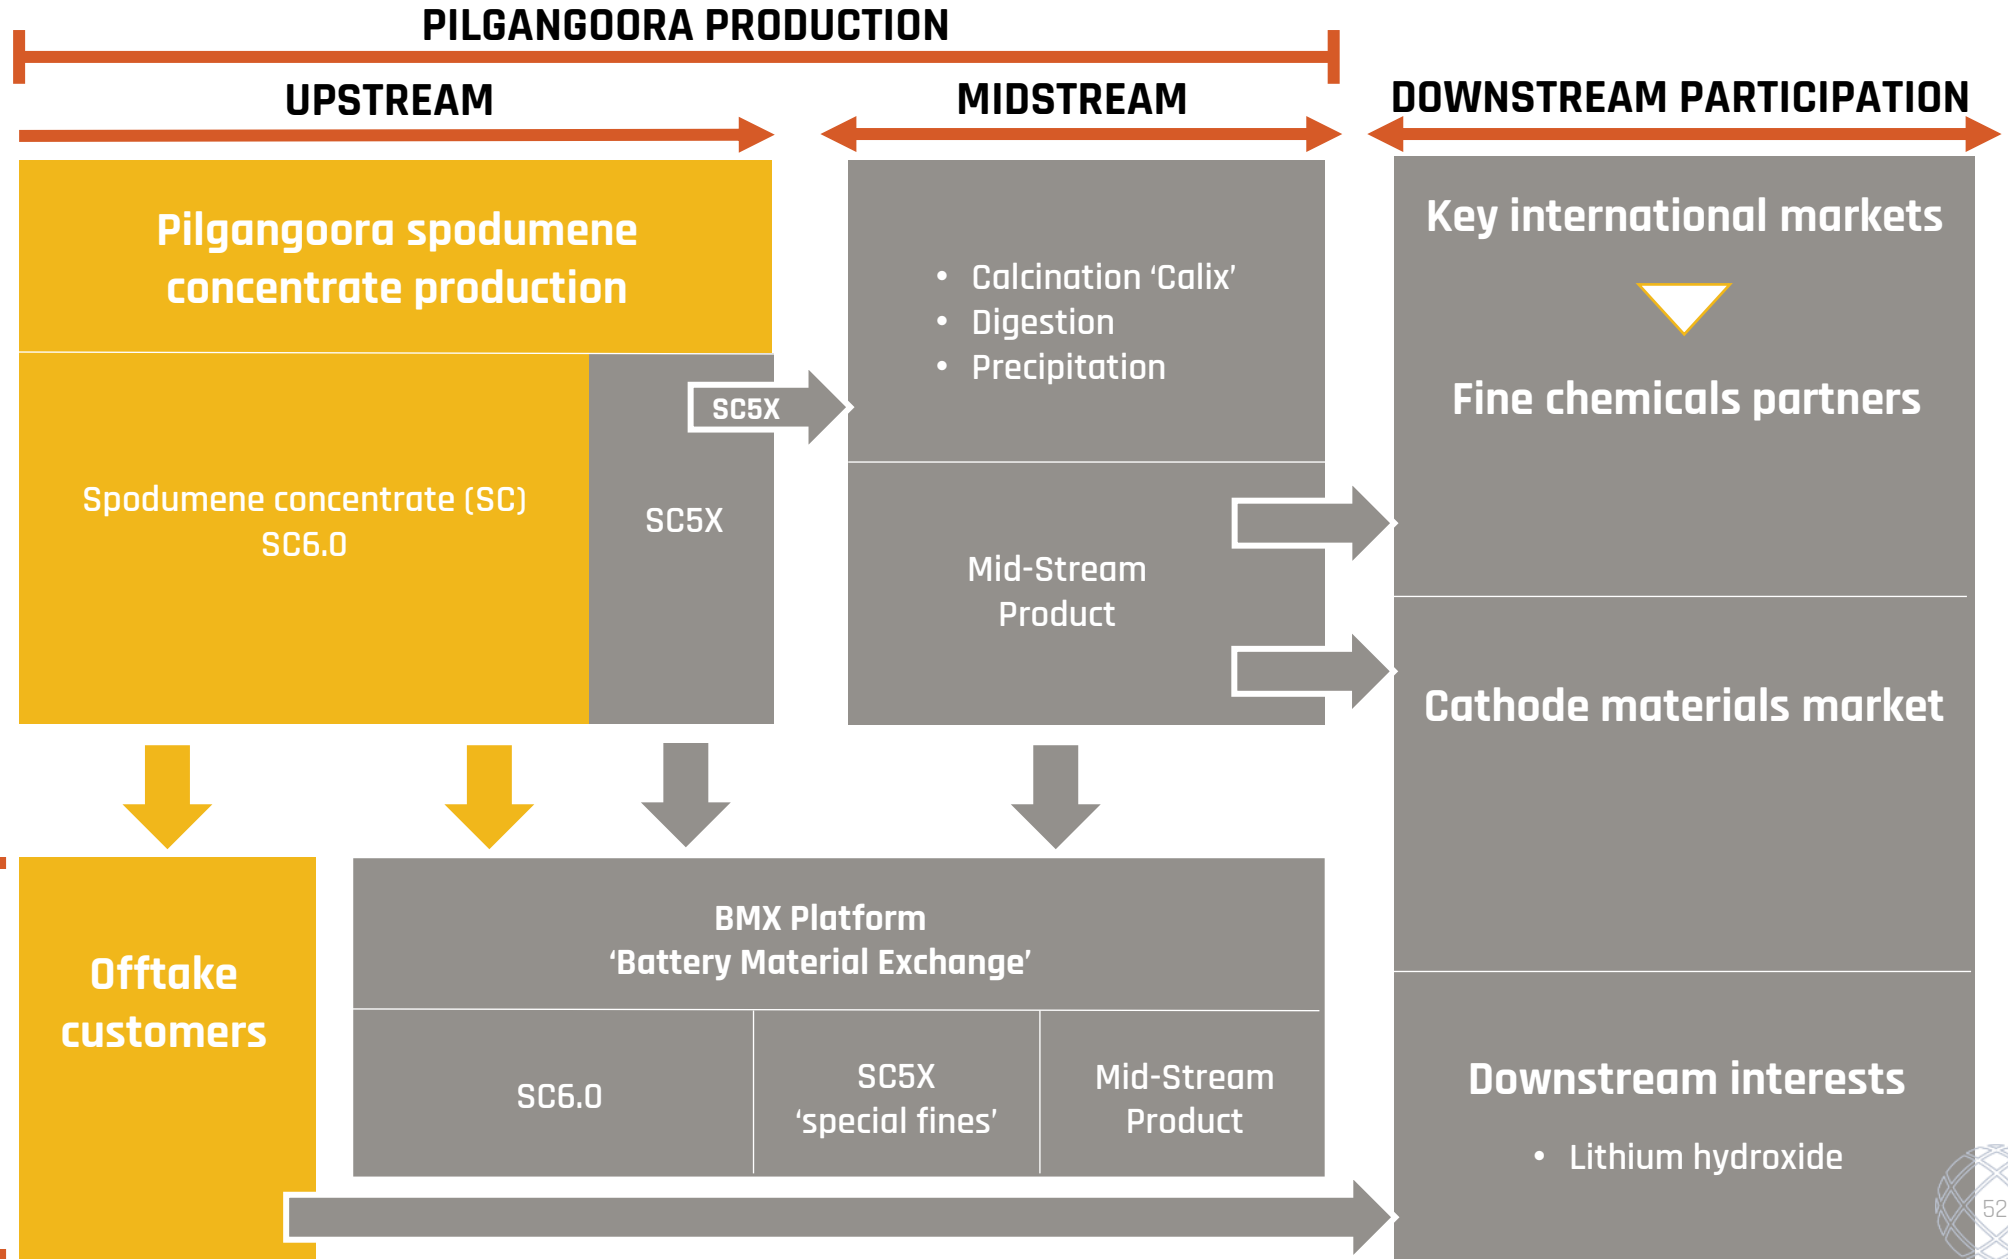 PILGANGOORA PRODUCTION
UPSTREAM
MIDSTREAM
DOWNSTREAM PARTICIPATION
Pilgangoora spodumene
concentrate production
Spodumene concentrate (SC)
SC6.0
SC5X
SC5X
• Calcination ‘Calix’
• Digestion
• Precipitation
Mid-Stream
Product
Key international markets
Fine chemicals partners
Cathode materials market
Downstream interests
• Lithium hydroxide
Offtake
customers
BMX Platform
‘Battery Material Exchange’
SC6.0
SC5X
‘special fines’
Mid-Stream
Product
52